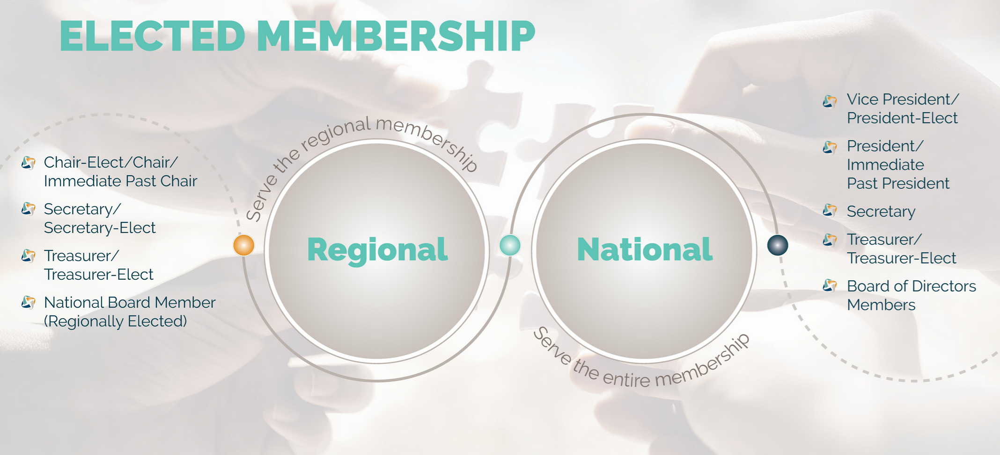 ELECTED MEMBERSHIP
Chair-Elect/Chair/
Immediate Past Chair
Secretary/
Secretary-Elect
Treasurer/
Treasurer-Elect
National Board Member
(Regionally Elected)
Serve the regional membership
Regional
National
Serve the entire membership
Vice President/
President-Elect
President/
Immediate
Past President
Secretary
Treasurer/
Treasurer-Elect
Board of Directors
Members